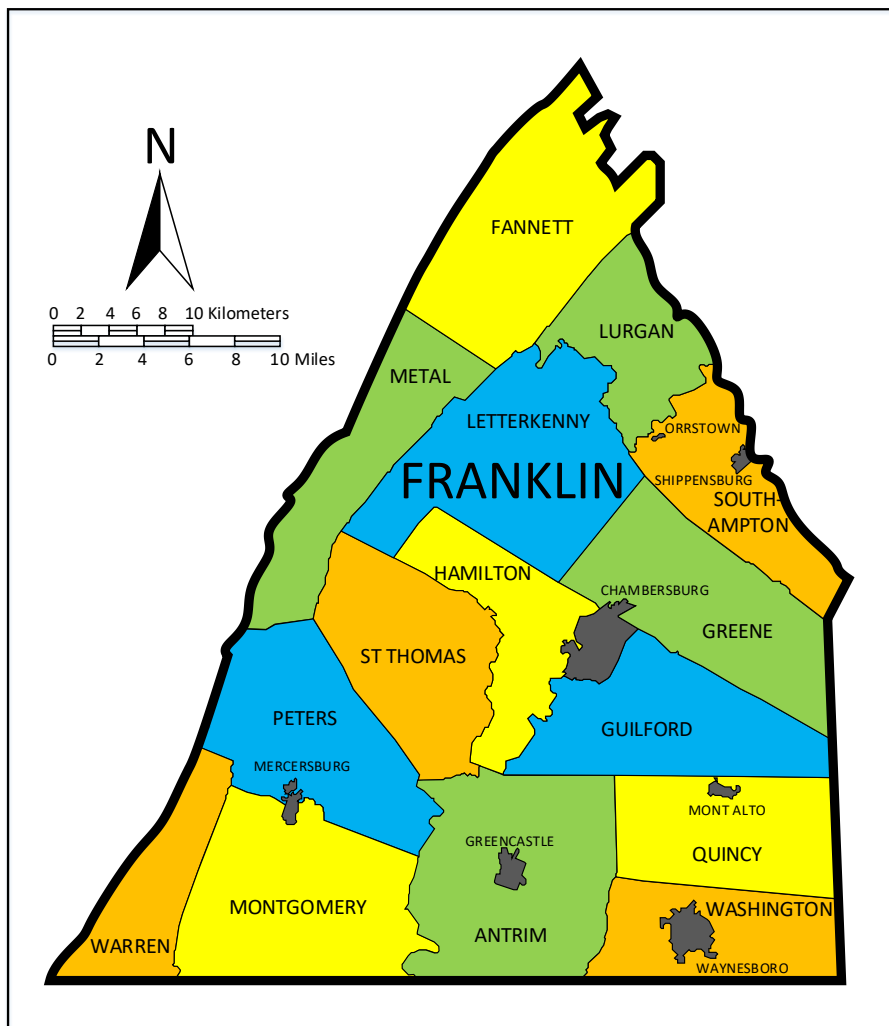 N
FANNETT
0 2 4 6 8 10 Kilometers
0 2 4 6 8 10 Miles
LURGAN
METAL
LETTERKENNY
ORRSTOWN
FRANKLIN
SHIPPENSBURG
SOUTH-
AMPTON
HAMILTON
CHAMBERSBURG
GREENE
ST THOMAS
PETERS
GUILFORD
MERCERSBURG
MONT ALTO
GREENCASTLE
QUINCY
MONTGOMERY
WASHINGTON
ANTRIM
WARREN
WAYNESBORO